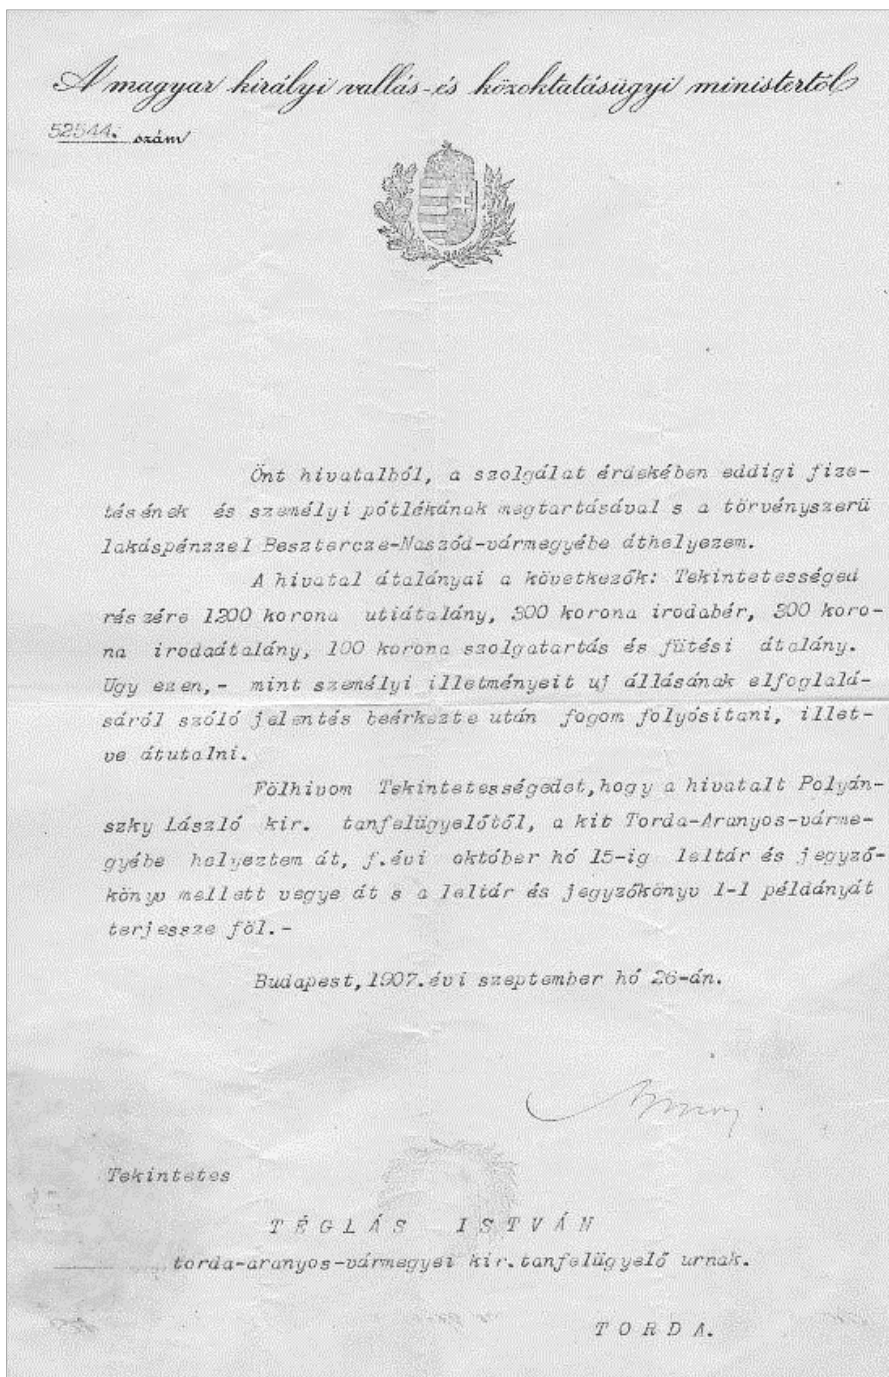 A magyar királyi vallás-és közoktatásügyi ministertől
52544. szám
Önt hivatalból, a szolgálat érdekében eddigi fize-
tésének és személyi pótlékának megtartásával s a törvényszerü
lakáspénzzel Besztercze-Naszód-vármegyébe áthelyezem.
A hivatal átalányai a következők: Tekintetességed
részére 1200 korona utiátalány, 300 korona irodabér, 300 koro-
na irodaátalány, 100 korona szolgatartás és fütési átalány.
Ugy ezen,- mint személyi illetményeit uj állásának elfoglalá-
sáról szóló jelentés beérkezte után fogom folyósitani, illet-
ve átutalni.
Fölhivom Tekintetességedet, hogy a hivatalt Polyán-
szky László kir. tanfelügyelőtől, a kit Torda-Aranyos-várme-
gyébe helyeztem át, f.évi október hó 15-ig leltár és jegyző-
könyv mellett vegye át s a leltár és jegyzőkönyv 1-1 példányát
terjessze föl.-
Budapest, 1907.évi szeptember hó 26-án.
Tekintetes
TÉGLÁS ISTVÁN
torda-aranyos-vármegyei kir.tanfelügyelő urnak.
TORDA.